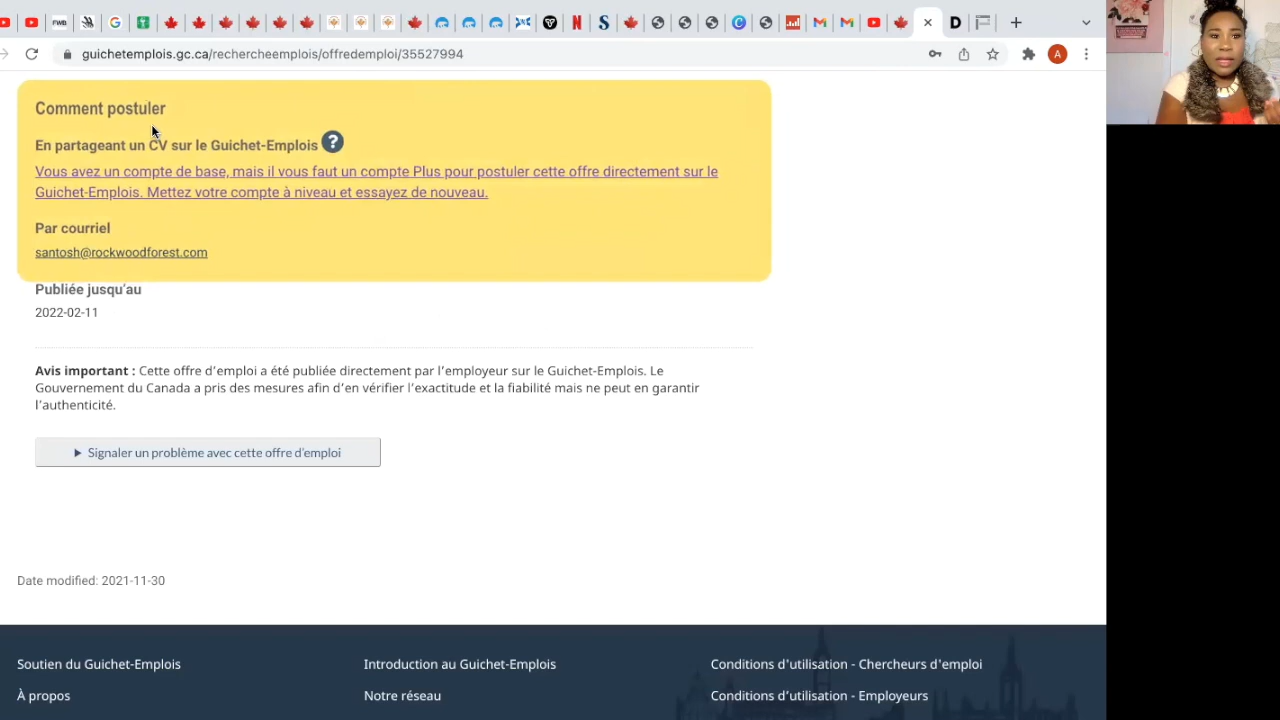 FWB
guichetemplois.gc.ca/rechercheemplois/offredemploi/35527994
A
Comment postuler
En partageant un CV sur le Guichet-Emplois ?
Vous avez un compte de base, mais il vous faut un compte Plus pour postuler cette offre directement sur le
Guichet-Emplois. Mettez votre compte à niveau et essayez de nouveau.
Par courriel
santosh@rockwoodforest.com
Publiée jusqu'au
2022-02-11
Avis important : Cette offre d'emploi a été publiée directement par l'employeur sur le Guichet-Emplois. Le
Gouvernement du Canada a pris des mesures afin d'en vérifier l'exactitude et la fiabilité mais ne peut en garantir
l'authenticité.
Signaler un problème avec cette offre d'emploi
Date modified: 2021-11-30
Soutien du Guichet-Emplois
Introduction au Guichet-Emplois
Conditions d'utilisation - Chercheurs d'emploi
À propos
Notre réseau
Conditions d'utilisation - Employeurs